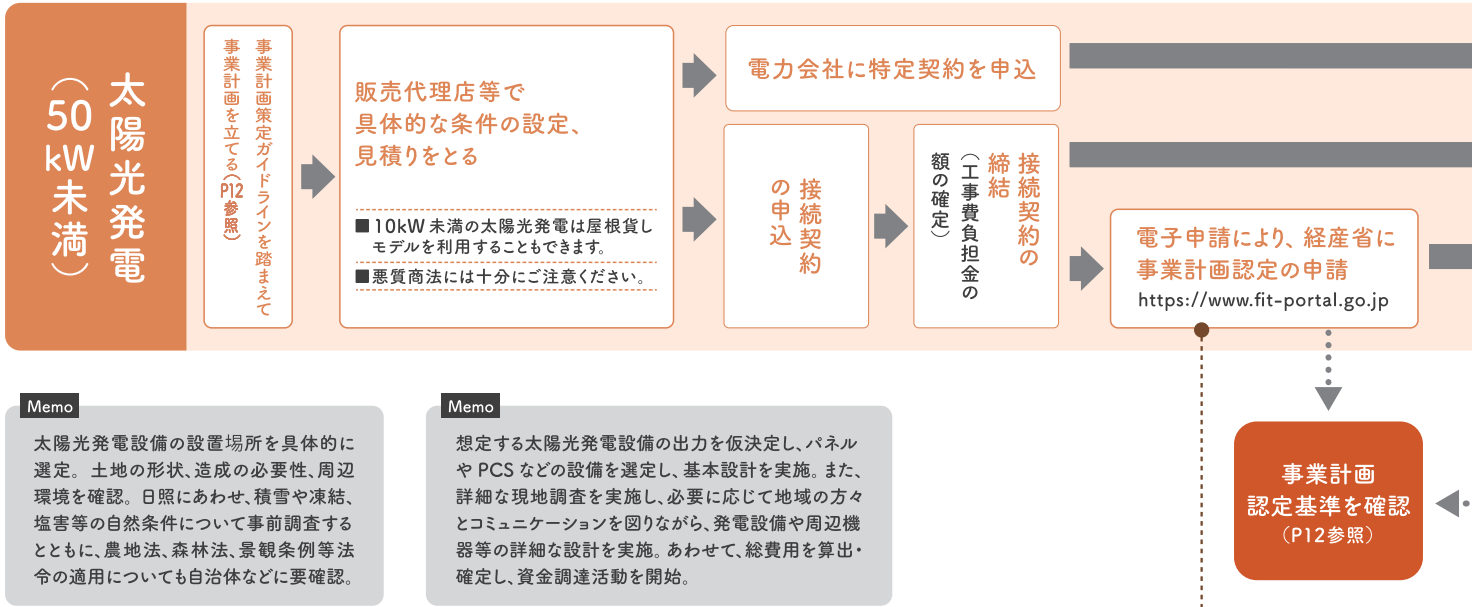 太陽光発電
（50kW未満）
事業計画策定ガイドラインを踏まえて
事業計画を立てる（P12参照）
販売代理店等で
具体的な条件の設定、
見積りをとる
■10kW未満の太陽光発電は屋根貸し
モデルを利用することもできます。
■悪質商法には十分にご注意ください。
電力会社に特定契約を申込
接続契約
の申込
接続契約の
締結
（工事費負担金の
額の確定）
電子申請により、経産省に
事業計画認定の申請
https://www.fit-portal.go.jp
Memo
太陽光発電設備の設置場所を具体的に
選定。土地の形状、造成の必要性、周辺
環境を確認。日照にあわせ、積雪や凍結、
塩害等の自然条件について事前調査する
とともに、農地法、森林法、景観条例等法
令の適用についても自治体などに要確認。
Memo
想定する太陽光発電設備の出力を仮決定し、パネル
やPCSなどの設備を選定し、基本設計を実施。また、
詳細な現地調査を実施し、必要に応じて地域の方々
とコミュニケーションを図りながら、発電設備や周辺機
器等の詳細な設計を実施。あわせて、総費用を算出・
確定し、資金調達活動を開始。
事業計画
認定基準を確認
（P12参照）